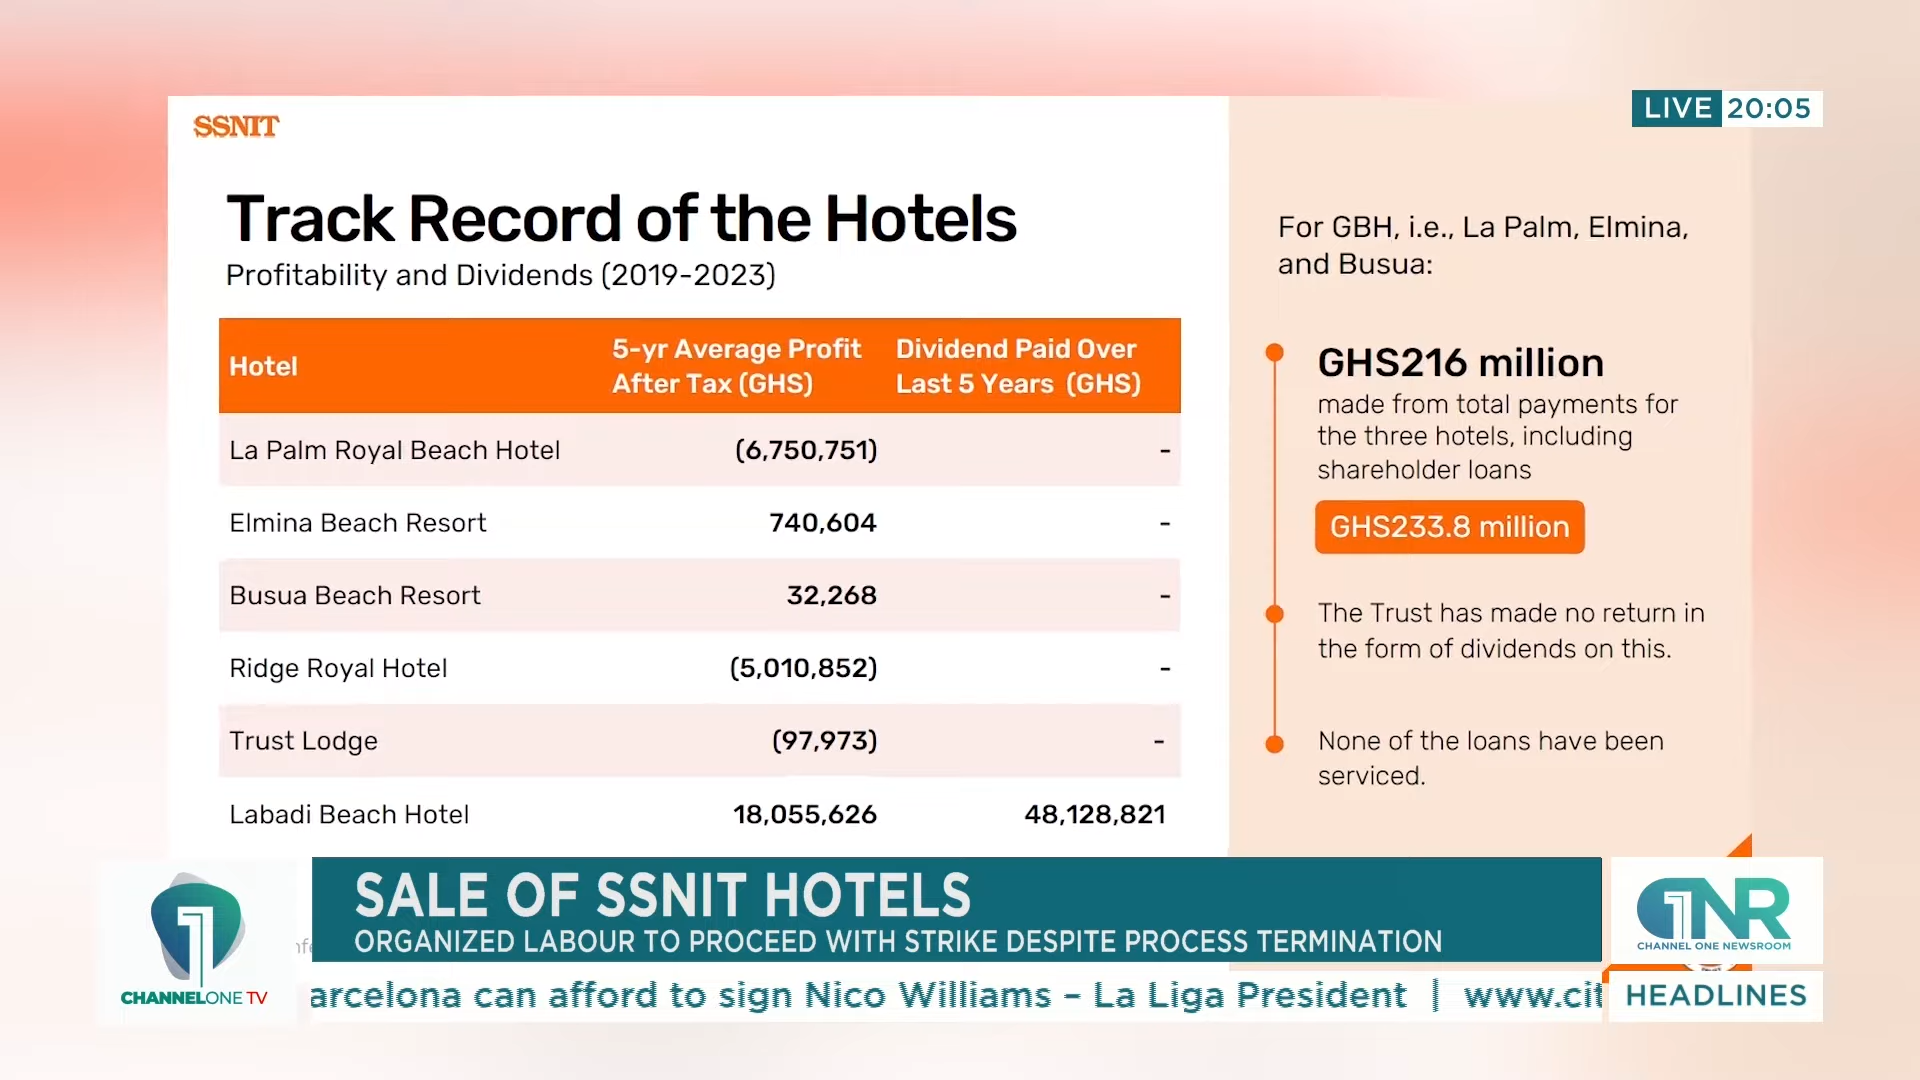 LIVE 20:05
SSNIT
Track Record of the Hotels
Profitability and Dividends (2019-2023)
Hotel 5-yr Average Profit After Tax (GHS) Dividend Paid Over Last 5 Years (GHS)
La Palm Royal Beach Hotel (6,750,751) -
Elmina Beach Resort 740,604 -
Busua Beach Resort 32,268 -
Ridge Royal Hotel (5,010,852) -
Trust Lodge (97,973) -
Labadi Beach Hotel 18,055,626 48,128,821
For GBH, i.e., La Palm, Elmina,
and Busua:
GHS216 million
made from total payments for
the three hotels, including
shareholder loans
GHS233.8 million
The Trust has made no return in
the form of dividends on this.
None of the loans have been
serviced.
1
CHANNELONE TV
SALE OF SSNIT HOTELS
ORGANIZED LABOUR TO PROCEED WITH STRIKE DESPITE PROCESS TERMINATION
1NR
CHANNEL ONE NEWSROOM
arcelona can afford to sign Nico Williams – La Liga President | www.cit
HEADLINES